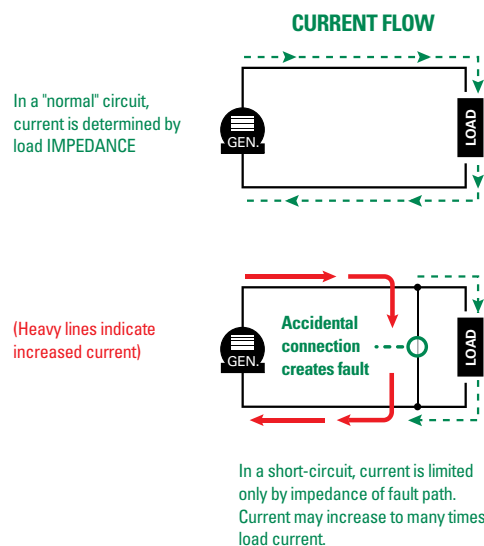 CURRENT FLOW
In a "normal" circuit,
current is determined by
load IMPEDANCE
GEN.
LOAD
(Heavy lines indicate
increased current)
GEN.
Accidental
connection
creates fault
LOAD
In a short-circuit, current is limited
only by impedance of fault path.
Current may increase to many times
load current.